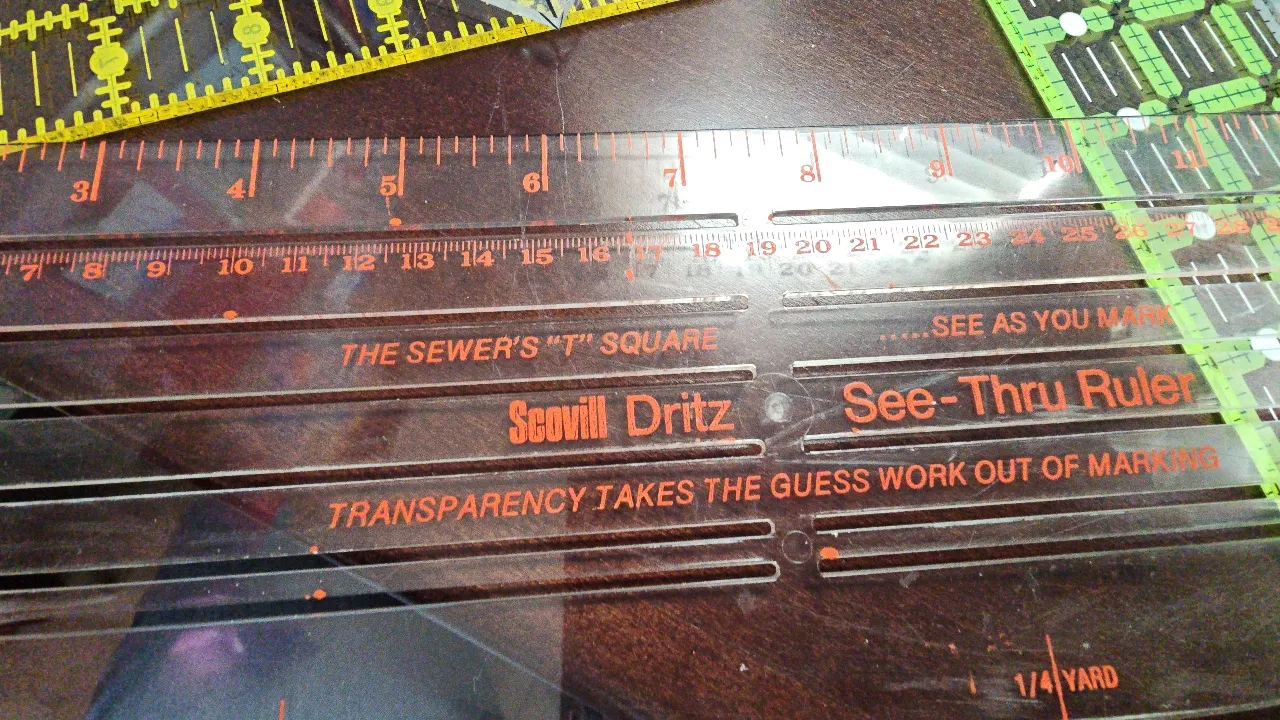 3 4 5 6 7 8 9 10 11
7 8 9 10 11 12 13 14 15 16 17 18 19 20 21 22 23 24 25 26 27 28
THE SEWER'S "T" SQUARE .....SEE AS YOU MARK
Scovill Dritz See-Thru Ruler
TRANSPARENCY TAKES THE GUESS WORK OUT OF MARKING
1/4 YARD